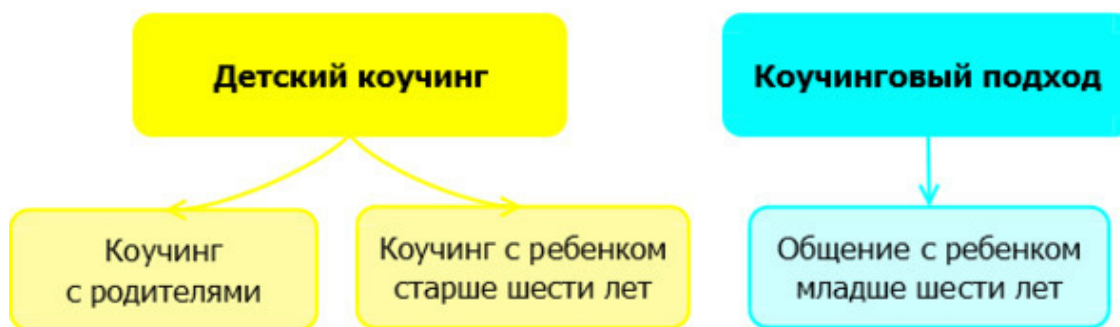 Детский коучинг
Коучинговый подход
Коучинг
с родителями
Коучинг с ребенком
старше шести лет
Общение с ребенком
младше шести лет